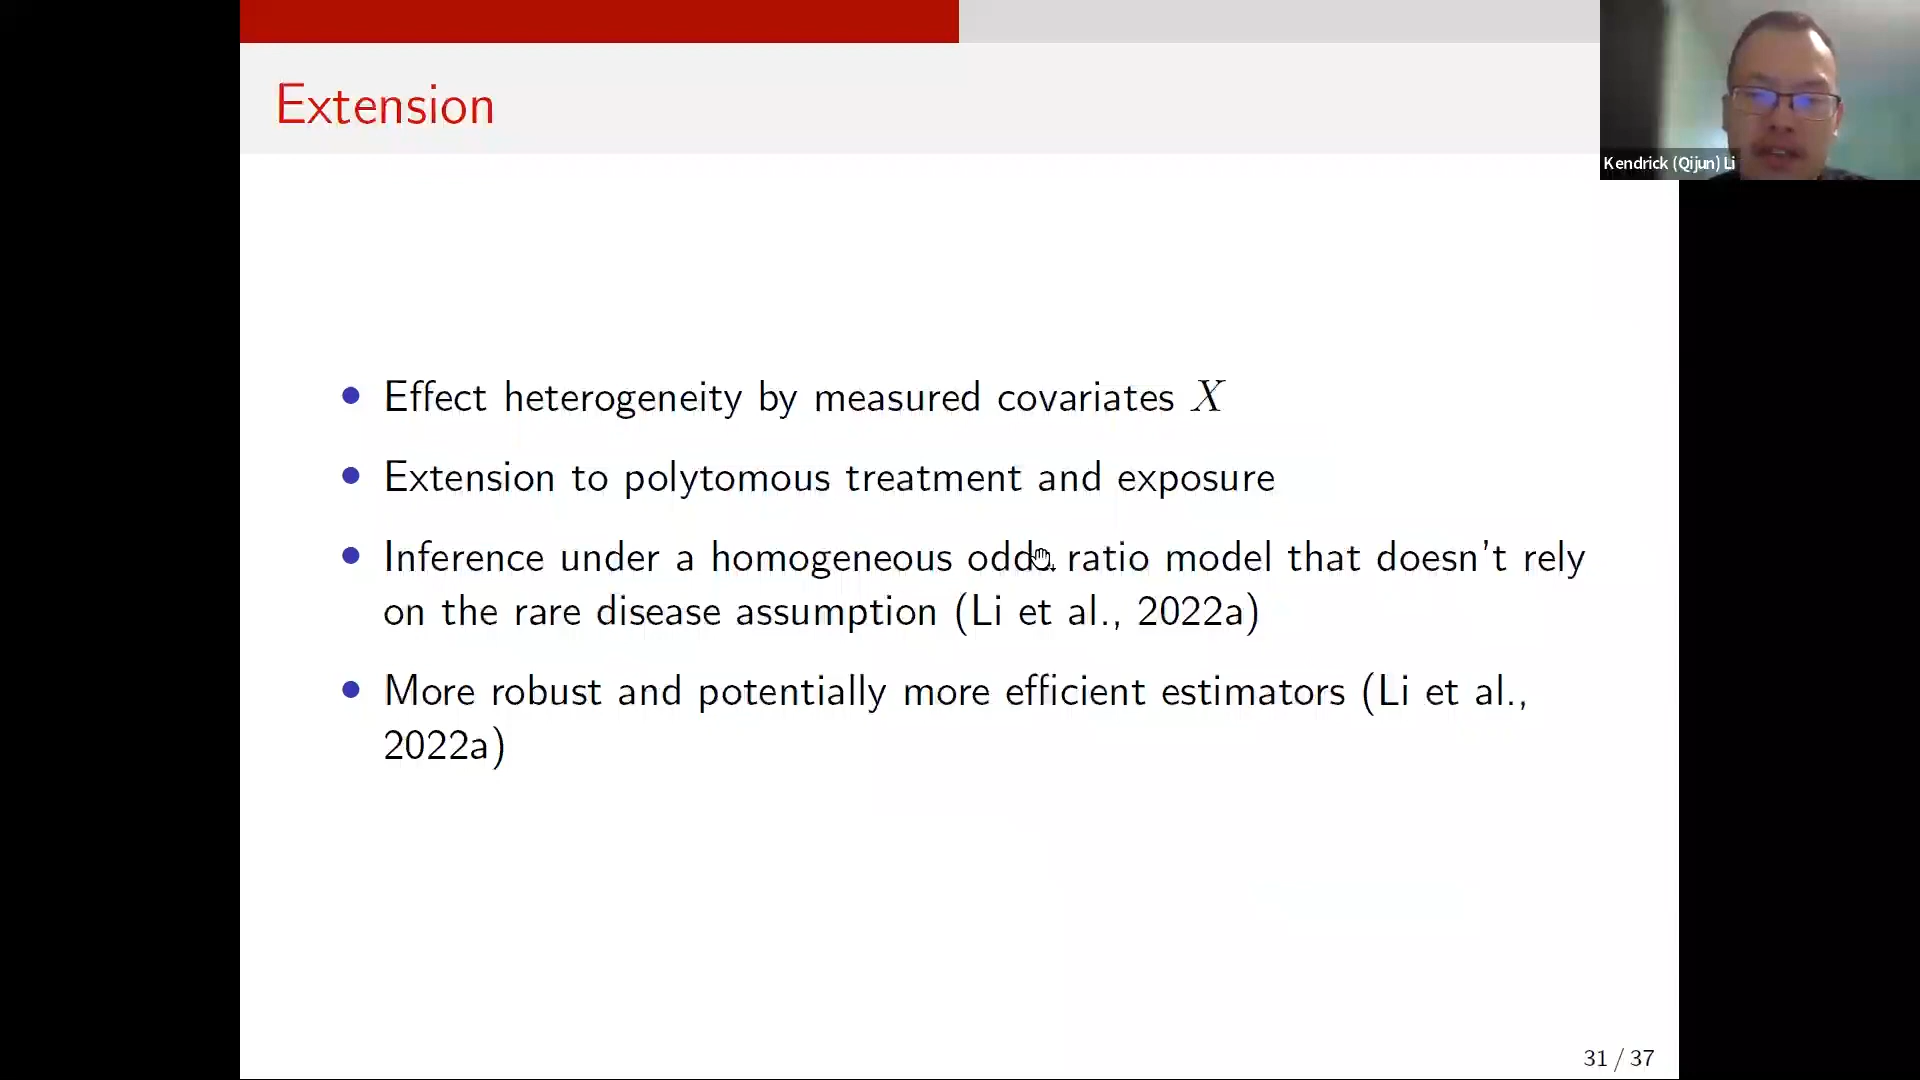 Extension
Kendrick (Qijun) Li
Effect heterogeneity by measured covariates X
Extension to polytomous treatment and exposure
Inference under a homogeneous odds ratio model that doesn't rely
on the rare disease assumption (Li et al., 2022a)
More robust and potentially more efficient estimators (Li et al.,
2022a)
31 / 37